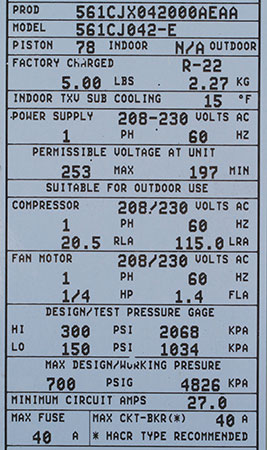 PROD 561CJX042000AEAA
MODEL 561CJ042-E
PISTON 78 INDOOR N/A OUTDOOR
FACTORY CHARGED R-22
5.00 LBS 2.27 KG
INDOOR TXV SUB COOLING 15 °F
POWER SUPPLY 208-230 VOLTS AC
1 PH 60 HZ
PERMISSIBLE VOLTAGE AT UNIT
253 MAX 197 MIN
SUITABLE FOR OUTDOOR USE
COMPRESSOR 208/230 VOLTS AC
1 PH 60 HZ
20.5 RLA 115.0 LRA
FAN MOTOR 208/230 VOLTS AC
1 PH 60 HZ
1/4 HP 1.4 FLA
DESIGN/TEST PRESSURE GAGE
HI 300 PSI 2068 KPA
LO 150 PSI 1034 KPA
MAX DESIGN/WORKING PRESURE
700 PSIG 4826 KPA
MINIMUM CIRCUIT AMPS 27.0
MAX FUSE MAX CKT-BKR(*) 40 A
40 A * HACR TYPE RECOMMENDED